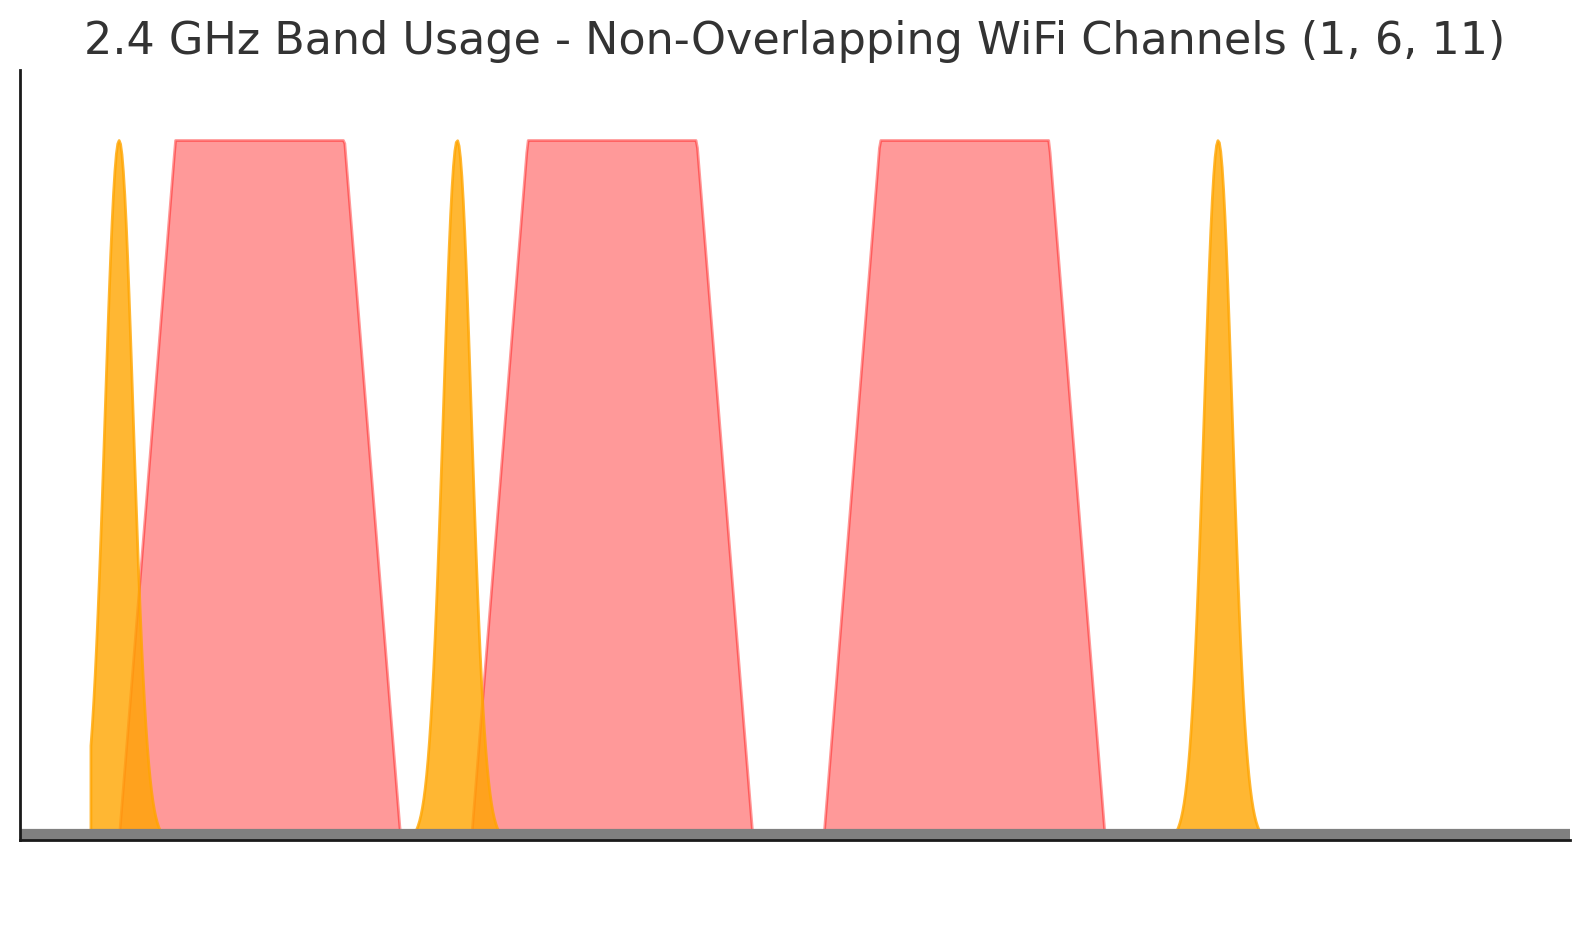 2.4 GHz Band Usage - Non-Overlapping WiFi Channels (1, 6, 11)